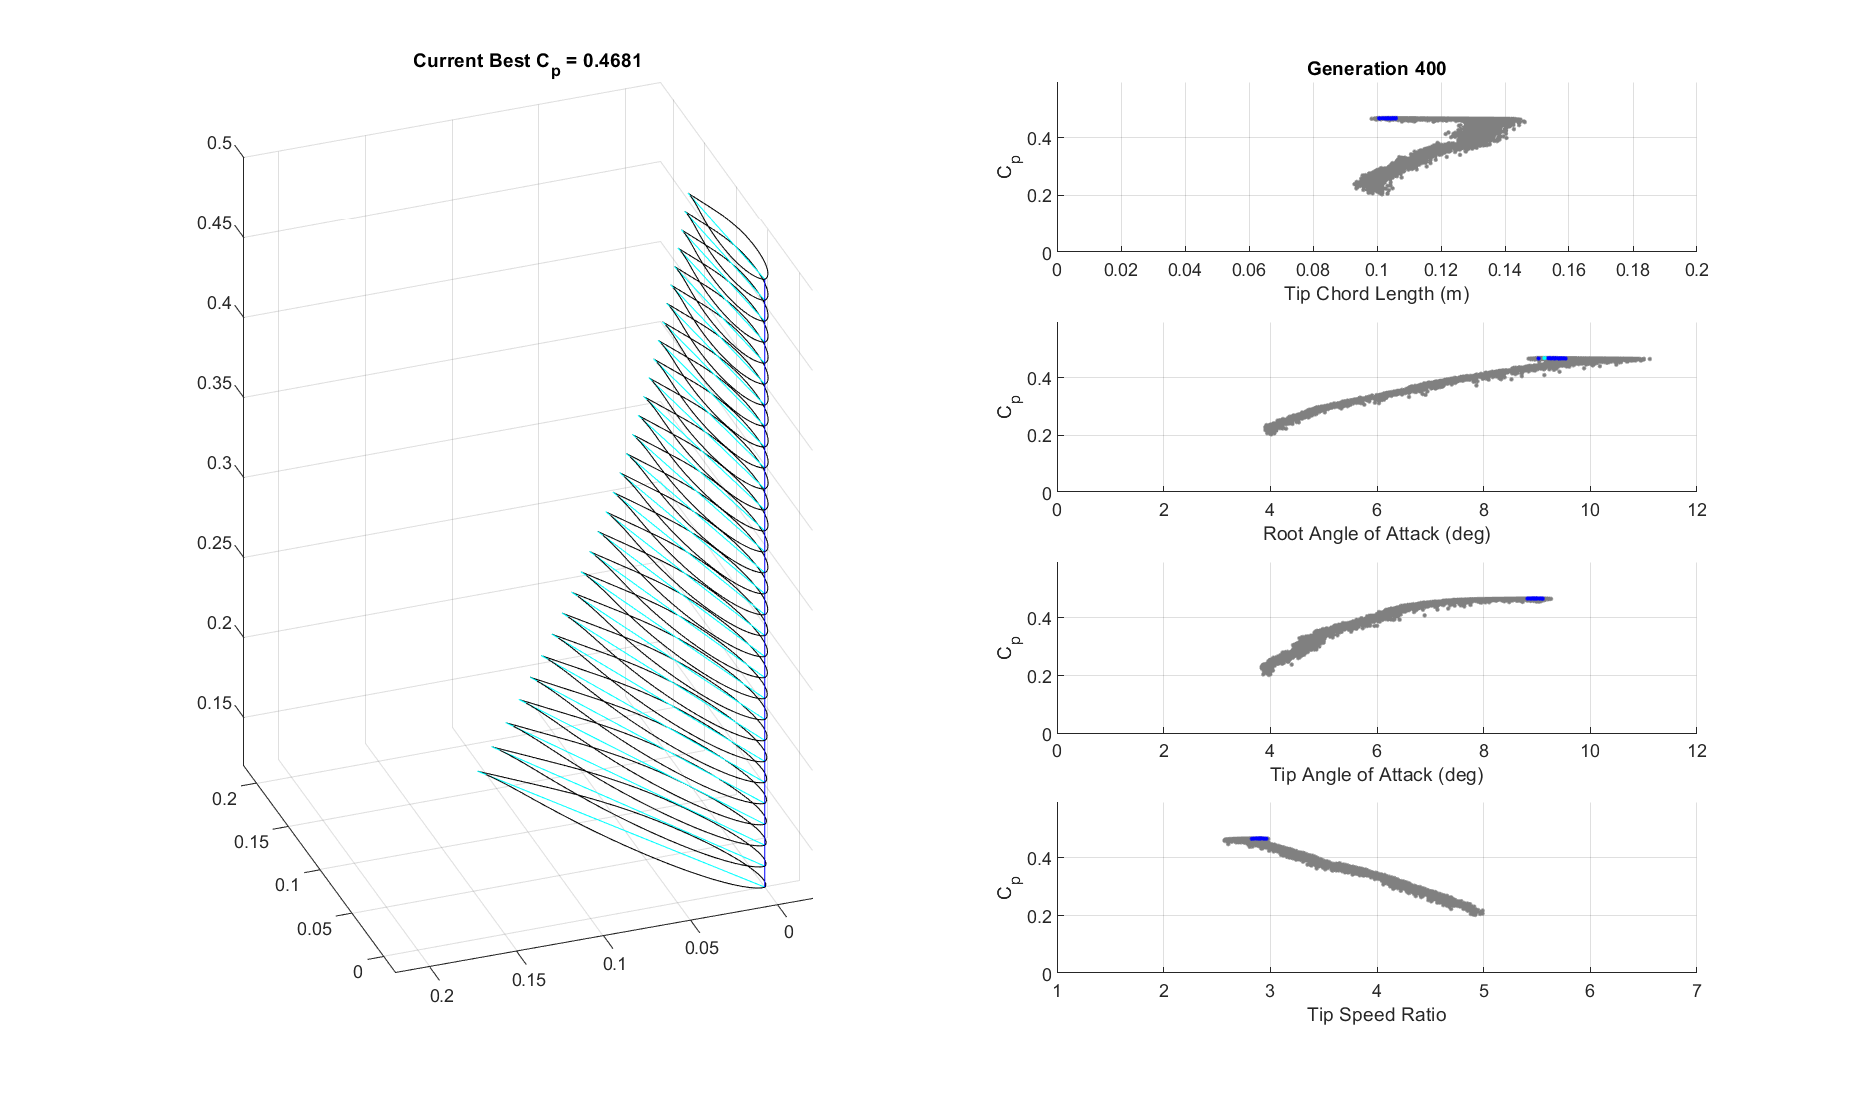 Current Best Cp = 0.4681
0.5
0.45
0.4
0.35
0.3
0.25
0.2
0.15
0.2
0.15
0.1
0.05
0
0.2
0.15
0.1
0.05
0
Generation 400
Cp
0.4
0.2
0
0 0.02 0.04 0.06 0.08 0.1 0.12 0.14 0.16 0.18 0.2
Tip Chord Length (m)
Cp
0.4
0.2
0
0 2 4 6 8 10 12
Root Angle of Attack (deg)
Cp
0.4
0.2
0
0 2 4 6 8 10 12
Tip Angle of Attack (deg)
Cp
0.4
0.2
0
1 2 3 4 5 6 7
Tip Speed Ratio